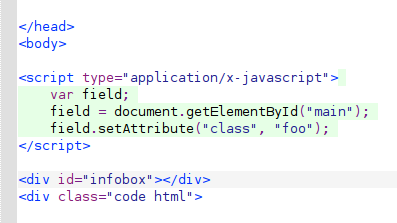 </head>
<body>
<script type="application/x-javascript">
var field;
field = document.getElementById("main");
field.setAttribute("class", "foo");
</script>
<div id="infobox"></div>
<div class="code html">